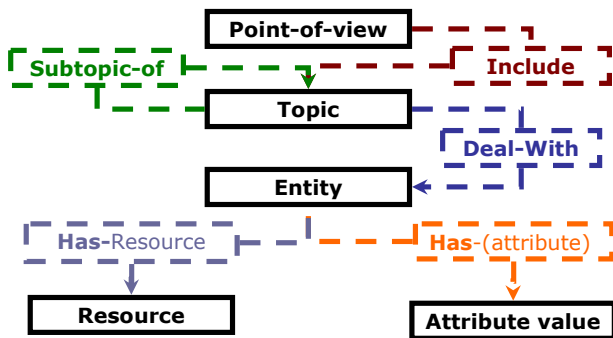 Point-of-view
Subtopic-of
Include
Topic
Deal-With
Entity
Has-Resource
Has-(attribute)
Resource
Attribute value